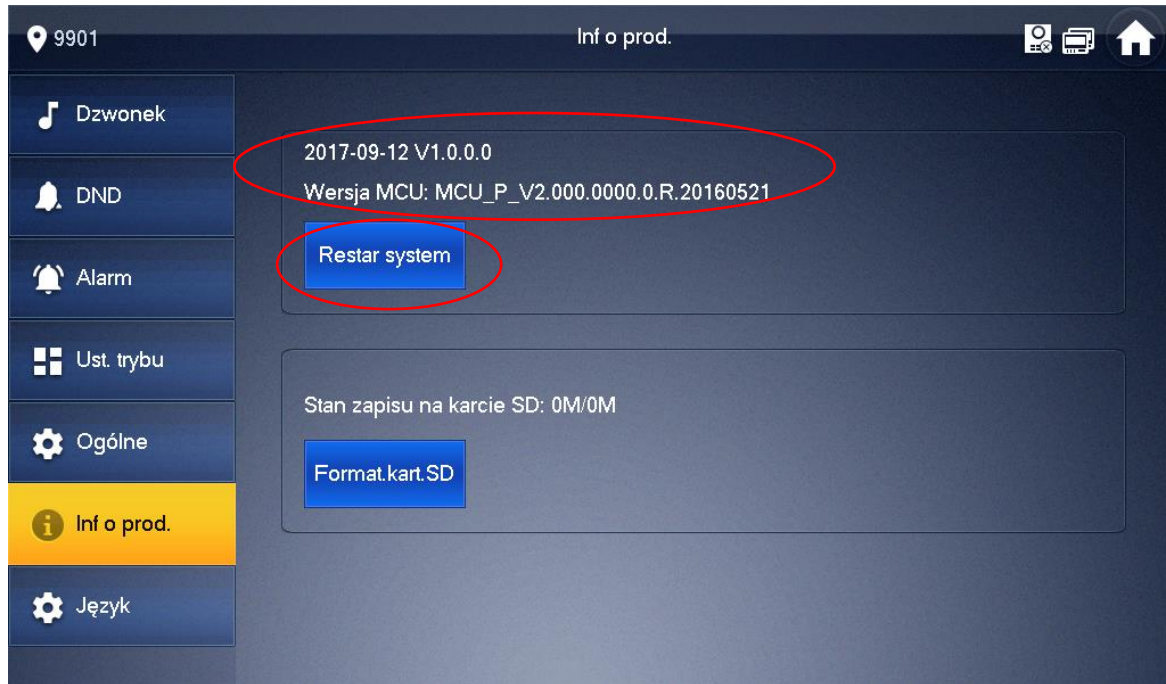 9901
Inf o prod.
Dzwonek
DND
Alarm
Ust. trybu
Ogólne
Inf o prod.
Język
2017-09-12 V1.0.0.0
Wersja MCU: MCU_P_V2.000.0000.0.R.20160521
Restar system
Stan zapisu na karcie SD: 0M/0M
Format.kart.SD